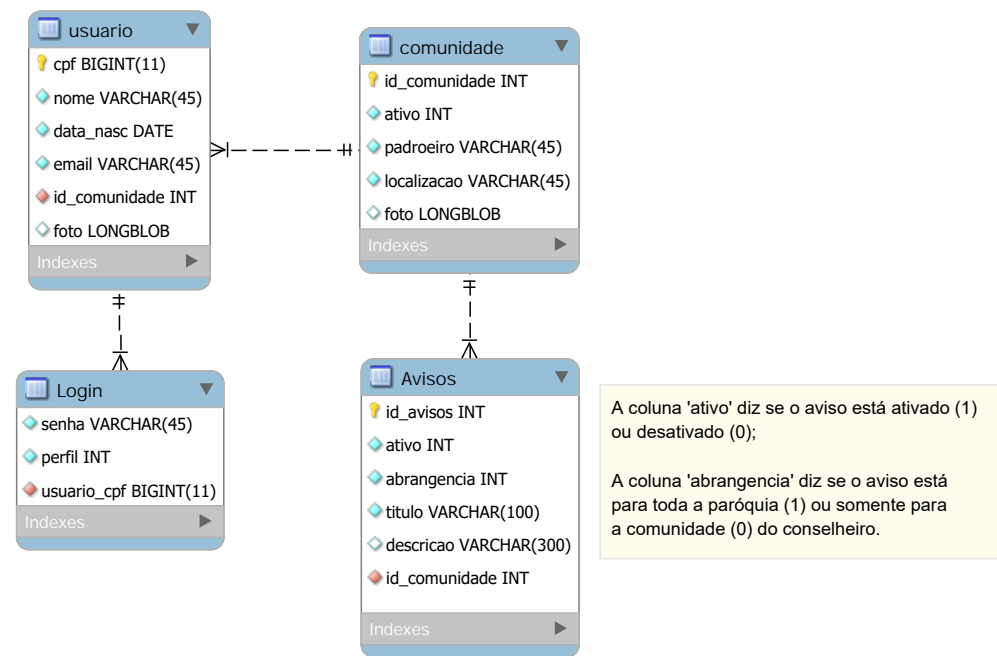 usuario
cpf BIGINT(11)
nome VARCHAR(45)
data_nasc DATE
email VARCHAR(45)
id_comunidade INT
foto LONGBLOB
Indexes
comunidade
id_comunidade INT
ativo INT
padroeiro VARCHAR(45)
localizacao VARCHAR(45)
foto LONGBLOB
Indexes
Login
senha VARCHAR(45)
perfil INT
usuario_cpf BIGINT(11)
Indexes
Avisos
id_avisos INT
ativo INT
abrangencia INT
titulo VARCHAR(100)
descricao VARCHAR(300)
id_comunidade INT
Indexes
A coluna 'ativo' diz se o aviso está ativado (1)
ou desativado (0);
A coluna 'abrangencia' diz se o aviso está
para toda a paróquia (1) ou somente para
a comunidade (0) do conselheiro.